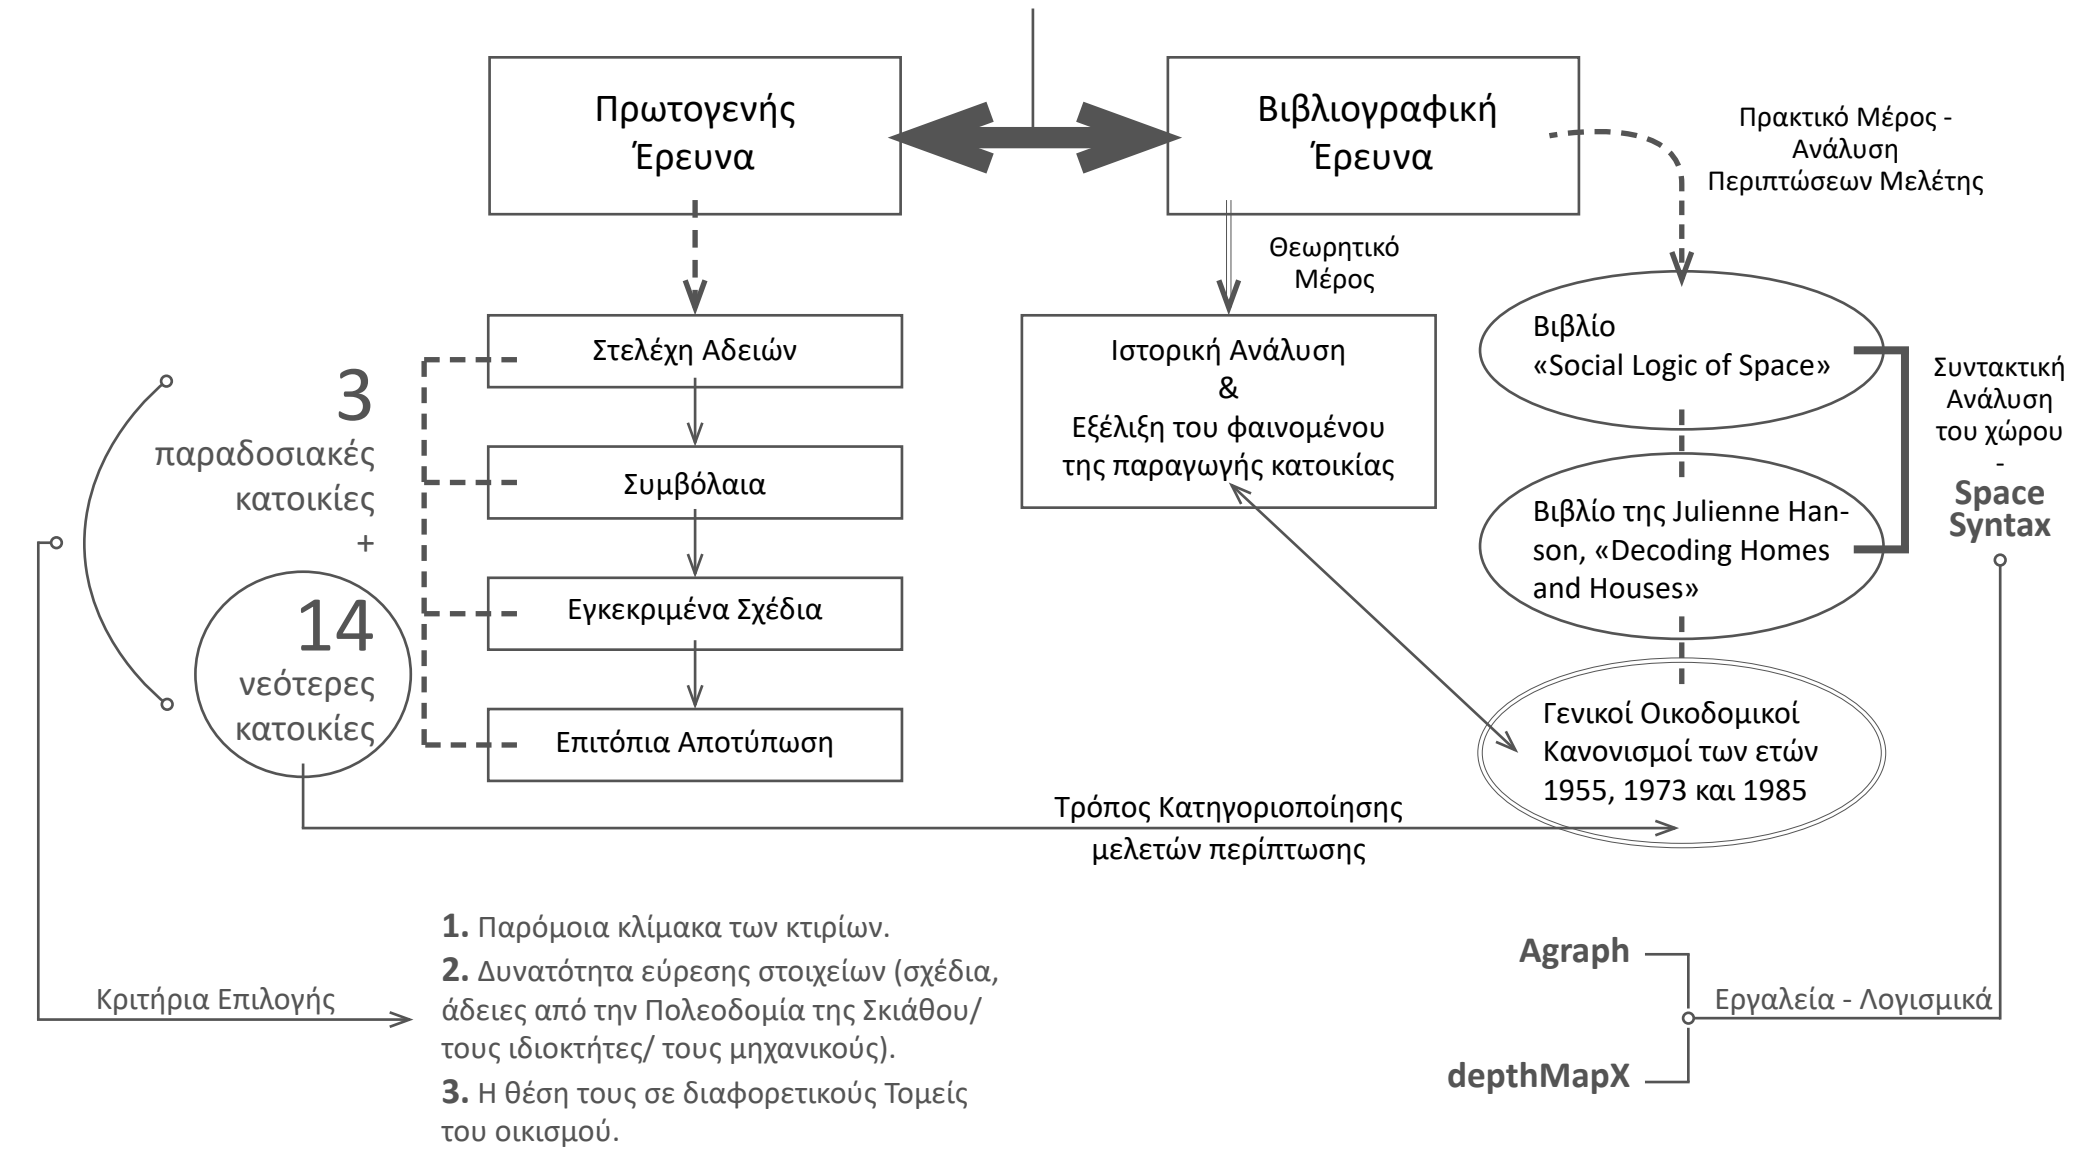 Πρωτογενής
Έρευνα
Βιβλιογραφική
Έρευνα
Πρακτικό Μέρος -
Ανάλυση
Περιπτώσεων Μελέτης
Θεωρητικό
Μέρος
Στελέχη Αδειών
Συμβόλαια
Εγκεκριμένα Σχέδια
Επιτόπια Αποτύπωση
3
παραδοσιακές
κατοικίες
+
14
νεότερες
κατοικίες
Ιστορική Ανάλυση
&
Εξέλιξη του φαινομένου
της παραγωγής κατοικίας
Βιβλίο
«Social Logic of Space»
Βιβλίο της Julienne Han-
son, «Decoding Homes
and Houses»
Γενικοί Οικοδομικοί
Κανονισμοί των ετών
1955, 1973 και 1985
Συντακτική
Ανάλυση
του χώρου
-
Space
Syntax
Τρόπος Κατηγοριοποίησης
μελετών περίπτωσης
Κριτήρια Επιλογής
1. Παρόμοια κλίμακα των κτιρίων.
2. Δυνατότητα εύρεσης στοιχείων (σχέδια,
άδειες από την Πολεοδομία της Σκιάθου/
τους ιδιοκτήτες/ τους μηχανικούς).
3. Η θέση τους σε διαφορετικούς Τομείς
του οικισμού.
Agraph
Εργαλεία - Λογισμικά
depthMapX